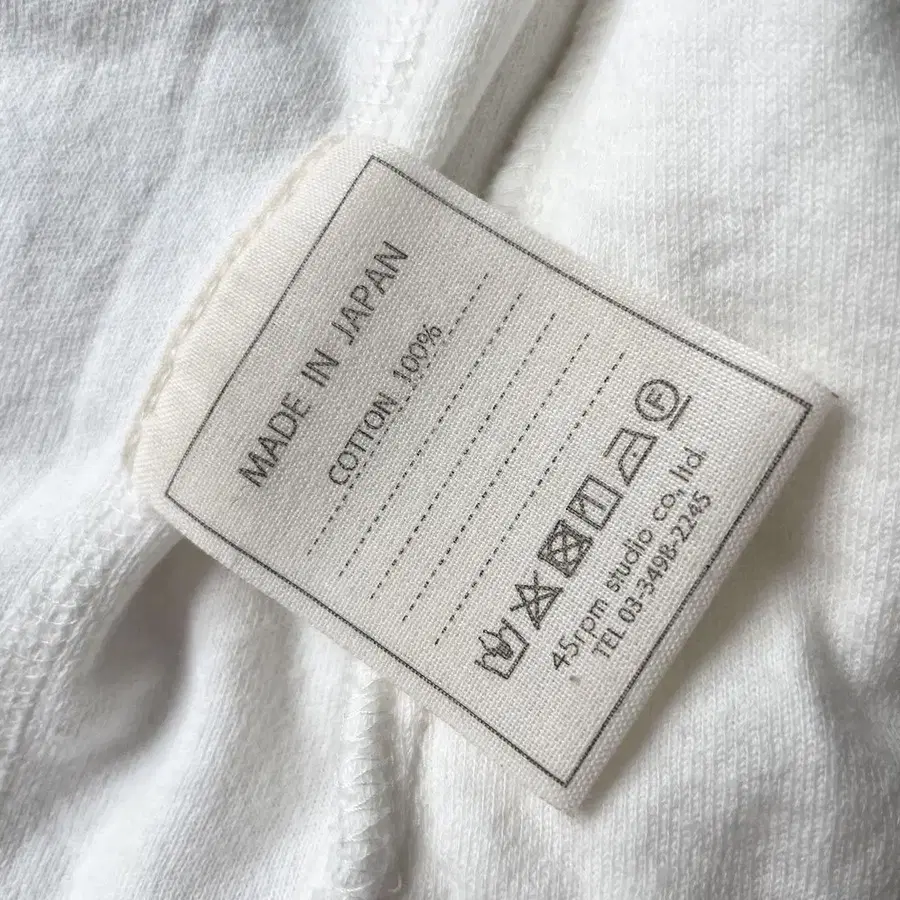 MADE IN JAPAN
COTTON 100%
F
45rpm studio co., ltd
TEL 03-3498-2245